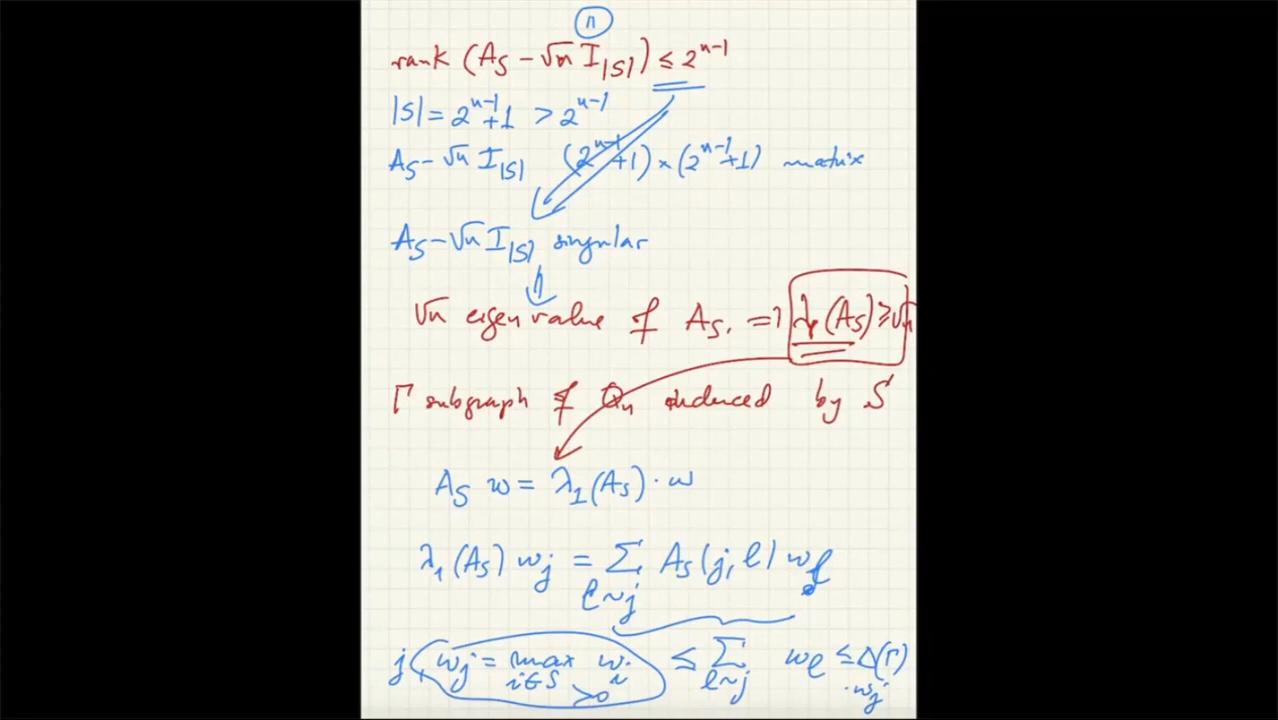 n
rank (A_S − √n I_|S|) ≤ 2^{n-1}
|S| = 2^{n-1}+1 > 2^{n-1}
A_S − √n I_|S| (2^{n-1}+1) × (2^{n-1}+1) matrix
A_S − √n I_|S| singular
√n eigenvalue of A_S. => λ_1(A_S) ≥ √n
Γ subgraph of Q_n induced by S
A_S w = λ_1(A_S) · w
λ_1(A_S) w_j = Σ_{ℓ~j} A_S(j, ℓ) w_ℓ
j, w_j = max_{i∈S} w_i > 0 ≤ Σ_{ℓ~j} w_ℓ ≤ Δ(Γ) · w_j